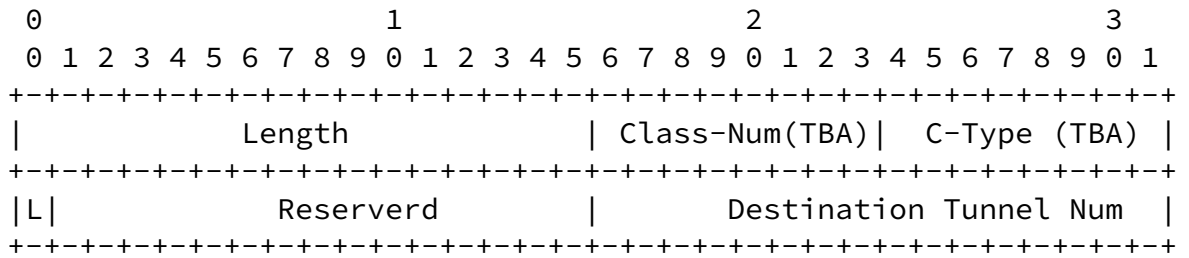 0                   1                   2                   3
 0 1 2 3 4 5 6 7 8 9 0 1 2 3 4 5 6 7 8 9 0 1 2 3 4 5 6 7 8 9 0 1
+-+-+-+-+-+-+-+-+-+-+-+-+-+-+-+-+-+-+-+-+-+-+-+-+-+-+-+-+-+-+-+-+
|             Length            | Class-Num(TBA)|  C-Type (TBA) |
+-+-+-+-+-+-+-+-+-+-+-+-+-+-+-+-+-+-+-+-+-+-+-+-+-+-+-+-+-+-+-+-+
|L|            Reserverd        |       Destination Tunnel Num  |
+-+-+-+-+-+-+-+-+-+-+-+-+-+-+-+-+-+-+-+-+-+-+-+-+-+-+-+-+-+-+-+-+